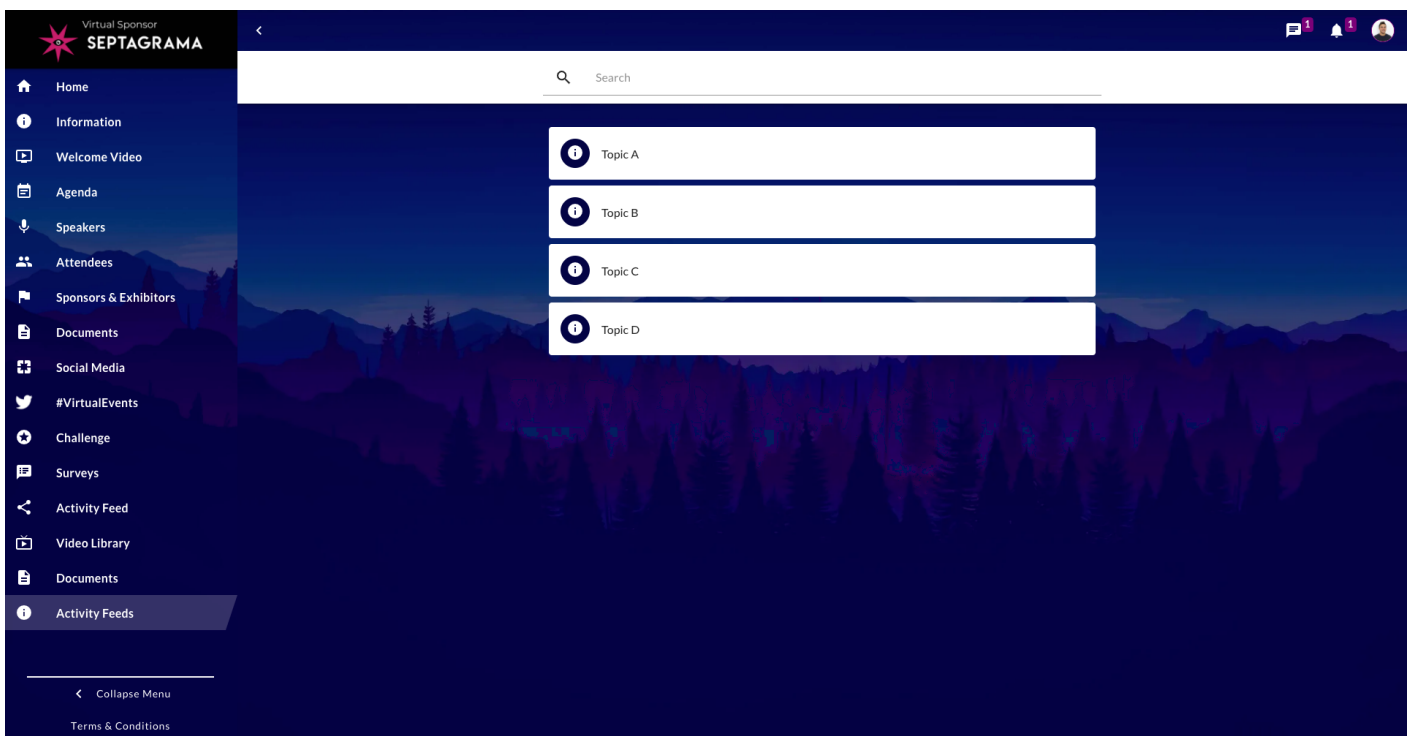 Virtual Sponsor
SEPTAGRAMA
1
1
Search
Home
Information
Welcome Video
Agenda
Speakers
Attendees
Sponsors & Exhibitors
Documents
Social Media
#VirtualEvents
Challenge
Surveys
Activity Feed
Video Library
Documents
Activity Feeds
Collapse Menu
Terms & Conditions
Topic A
Topic B
Topic C
Topic D